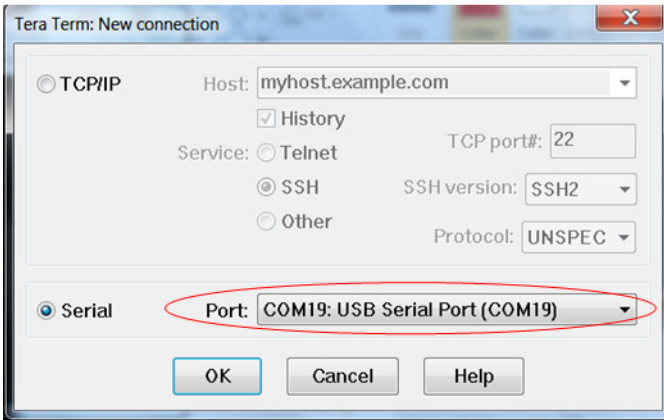 Tera Term: New connection
TCP/IP
Host: myhost.example.com
History
Service: Telnet
TCP port#: 22
SSH
SSH version: SSH2
Other
Protocol: UNSPEC
Serial
Port: COM19: USB Serial Port (COM19)
OK
Cancel
Help